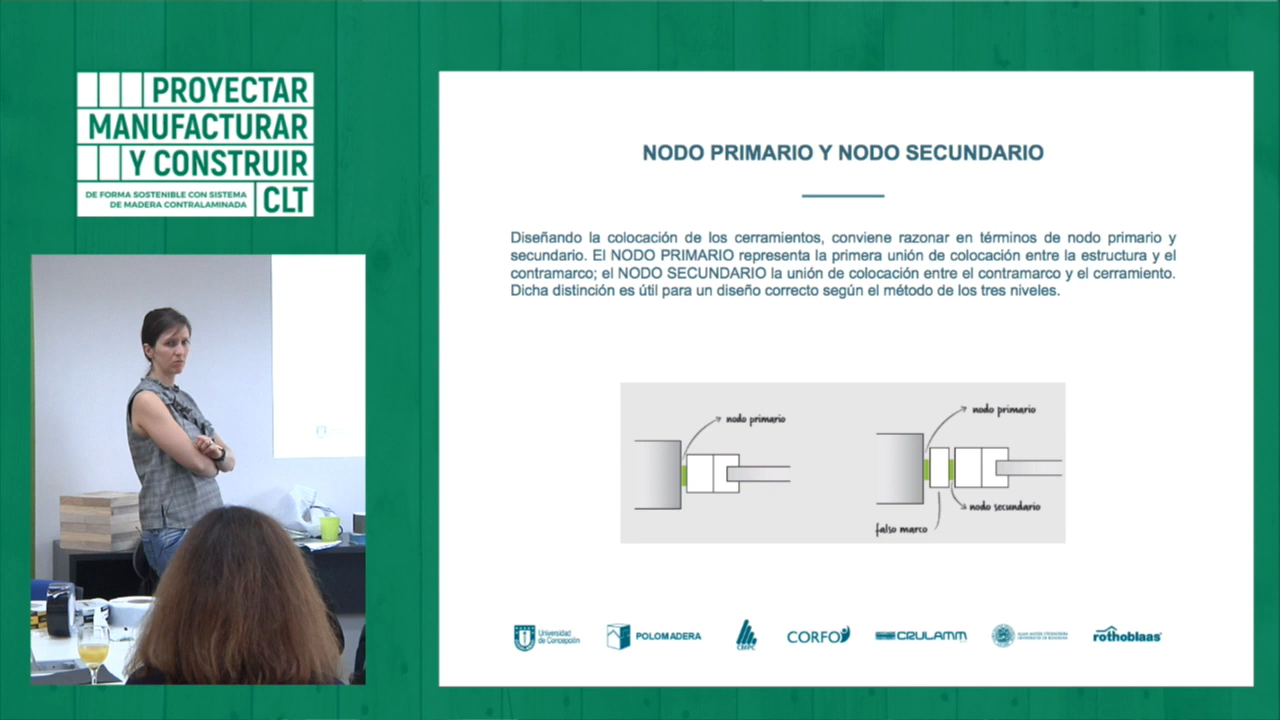 PROYECTAR
MANUFACTURAR
Y CONSTRUIR
DE FORMA SOSTENIBLE CON SISTEMA
DE MADERA CONTRALAMINADA
CLT
NODO PRIMARIO Y NODO SECUNDARIO
Diseñando la colocación de los cerramientos, conviene razonar en términos de nodo primario y
secundario. El NODO PRIMARIO representa la primera unión de colocación entre la estructura y el
contramarco; el NODO SECUNDARIO la unión de colocación entre el contramarco y el cerramiento.
Dicha distinción es útil para un diseño correcto según el método de los tres niveles.
nodo primario
nodo primario
nodo secundario
falso marco
Universidad
de Concepción
POLOMADERA
CMPC
CORFO
CRULAMM
rothoblaas